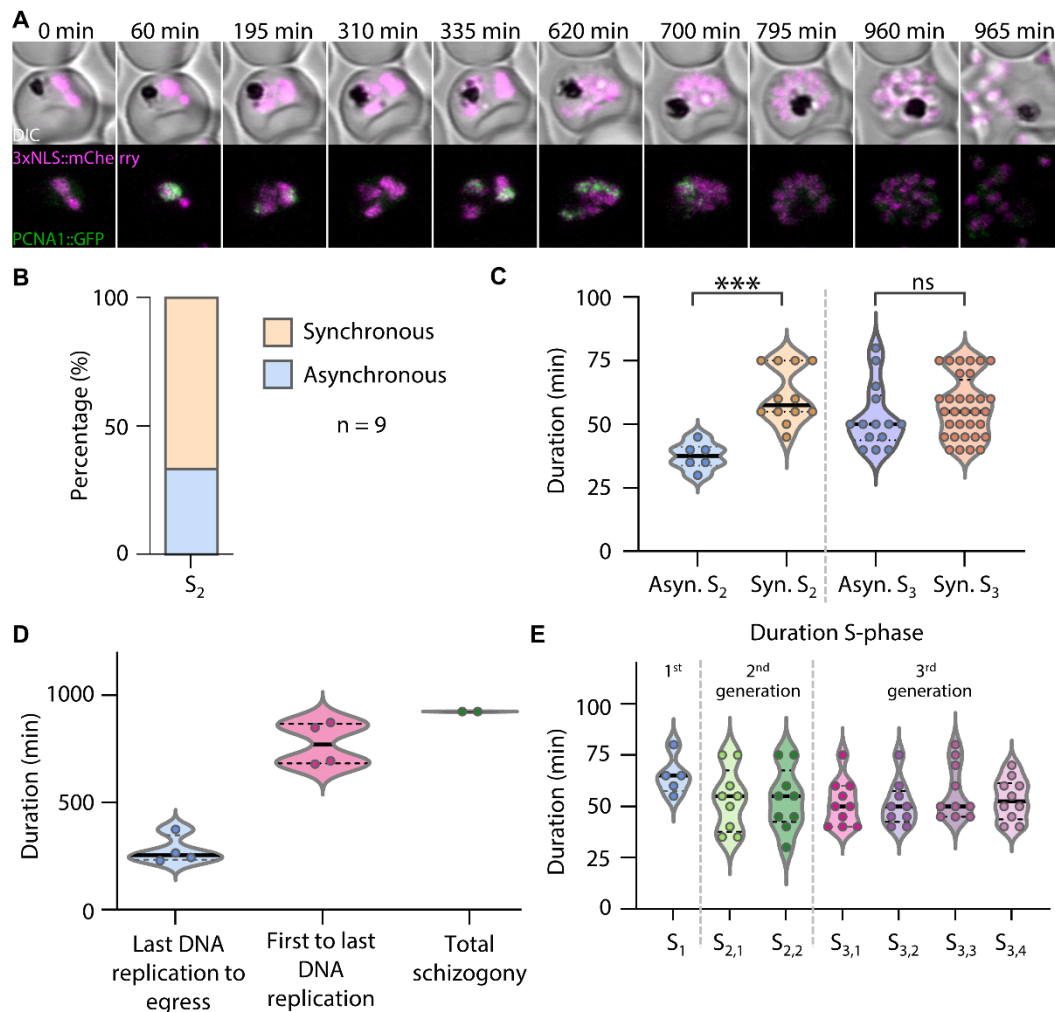 A
0 min 60 min 195 min 310 min 335 min 620 min 700 min 795 min 960 min 965 min
DIC
3xNLS::mCherry
PCNA1::GFP
B
Percentage (%)
100
50
0
S2
Synchronous
Asynchronous
n = 9
C
Duration (min)
100
75
50
25
0
***
ns
Asyn. S2 Syn. S2 Asyn. S3 Syn. S3
D
Duration (min)
1000
500
0
Last DNA replication to egress
First to last DNA replication
Total schizogony
E
Duration S-phase
Duration (min)
100
75
50
25
0
1st
2nd generation
3rd generation
S1 S2,1 S2,2 S3,1 S3,2 S3,3 S3,4